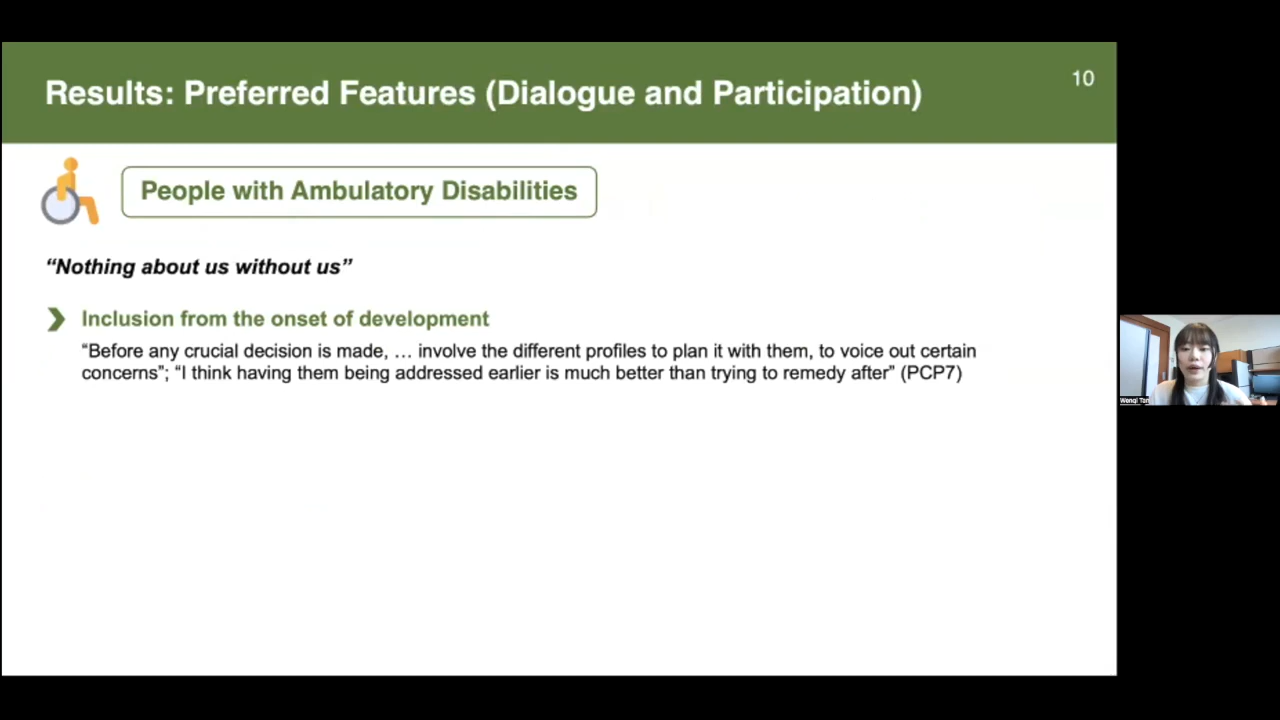 Results: Preferred Features (Dialogue and Participation)
10
People with Ambulatory Disabilities
“Nothing about us without us”
Inclusion from the onset of development
“Before any crucial decision is made, … involve the different profiles to plan it with them, to voice out certain
concerns”; “I think having them being addressed earlier is much better than trying to remedy after” (PCP7)
Wenqi Tan